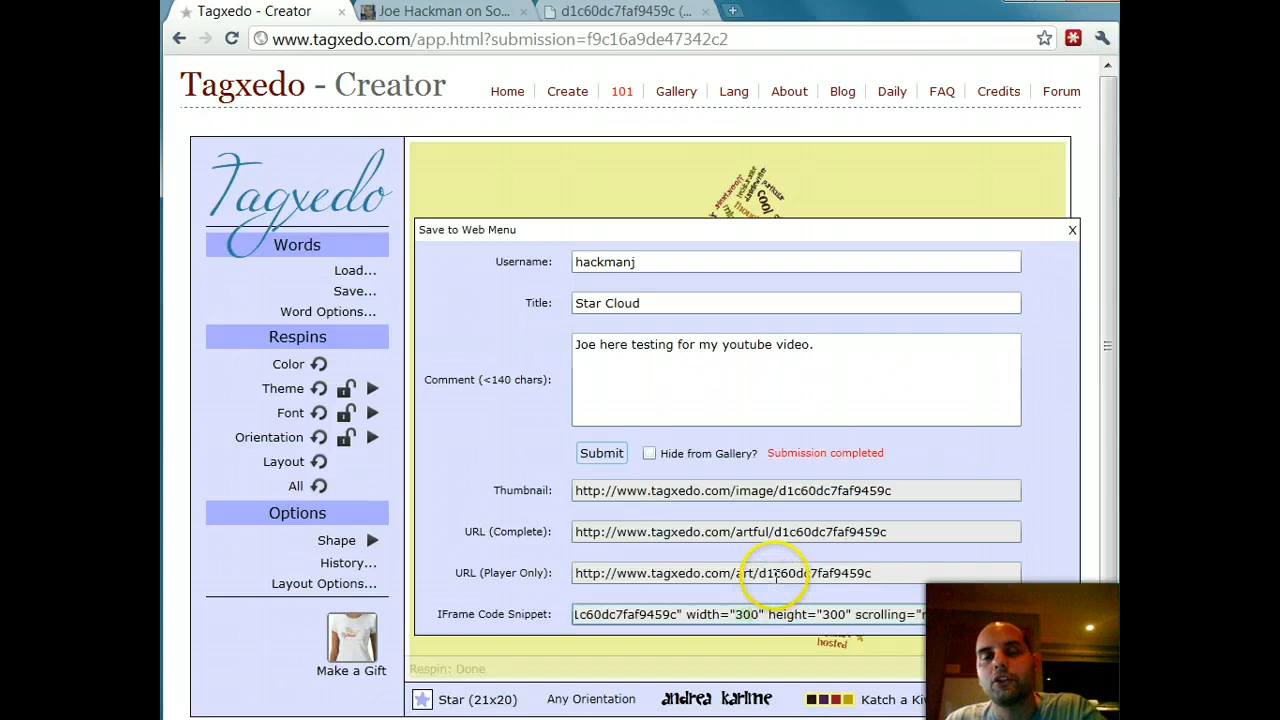 Tagxedo - Creator
Joe Hackman on So...
d1c60dc7faf9459c (...
www.tagxedo.com/app.html?submission=f9c16a9de47342c2
Tagxedo - Creator
Home Create 101 Gallery Lang About Blog Daily FAQ Credits Forum
Tagxedo
Words
Load...
Save...
Word Options...
Respins
Color
Theme
Font
Orientation
Layout
All
Options
Shape
History...
Layout Options...
Make a Gift
cool
Save to Web Menu X
Username: hackmanj
Title: Star Cloud
Comment (<140 chars): Joe here testing for my youtube video.
Submit Hide from Gallery? Submission completed
Thumbnail: http://www.tagxedo.com/image/d1c60dc7faf9459c
URL (Complete): http://www.tagxedo.com/artful/d1c60dc7faf9459c
URL (Player Only): http://www.tagxedo.com/art/d1c60dc7faf9459c
IFrame Code Snippet: 1c60dc7faf9459c" width="300" height="300" scrolling="
hosted
Respin: Done
Star (21x20) Any Orientation andrea karime Katch a Ki